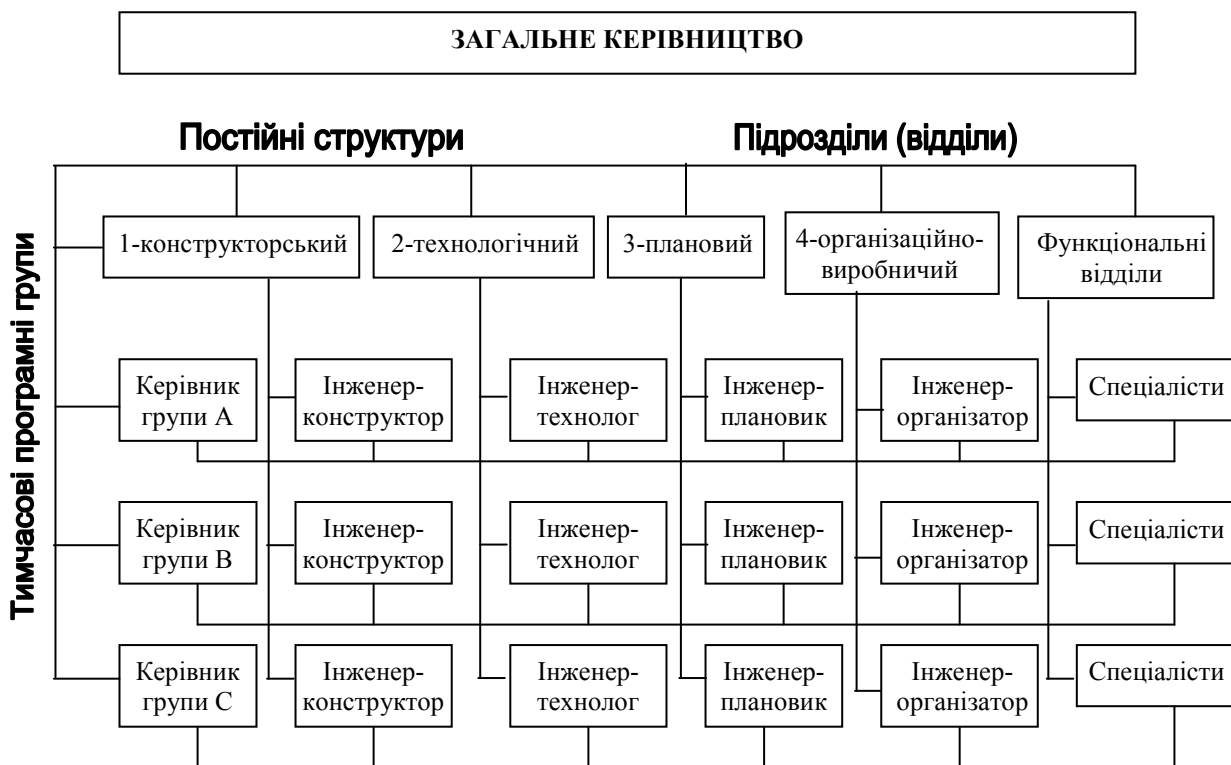 ЗАГАЛЬНЕ КЕРІВНИЦТВО
Постійні структури
Підрозділи (відділи)
Тимчасові програмні групи
1-конструкторський
2-технологічний
3-плановий
4-організаційно-
виробничий
Функціональні
відділи
Керівник
групи А
Інженер-
конструктор
Інженер-
технолог
Інженер-
плановик
Інженер-
організатор
Спеціалісти
Керівник
групи В
Інженер-
конструктор
Інженер-
технолог
Інженер-
плановик
Інженер-
організатор
Спеціалісти
Керівник
групи С
Інженер-
конструктор
Інженер-
технолог
Інженер-
плановик
Інженер-
організатор
Спеціалісти